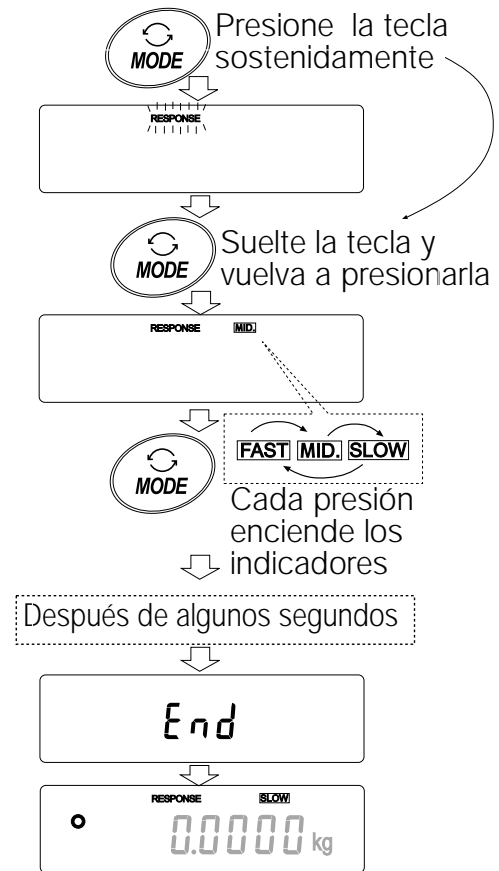 MODE
Presione la tecla
sostenidamente
RESPONSE
MODE
Suelte la tecla y
vuelva a presionarla
RESPONSE MID.
FAST MID. SLOW
MODE
Cada presión
enciende los
indicadores
Después de algunos segundos
End
RESPONSE SLOW
0.0000 kg